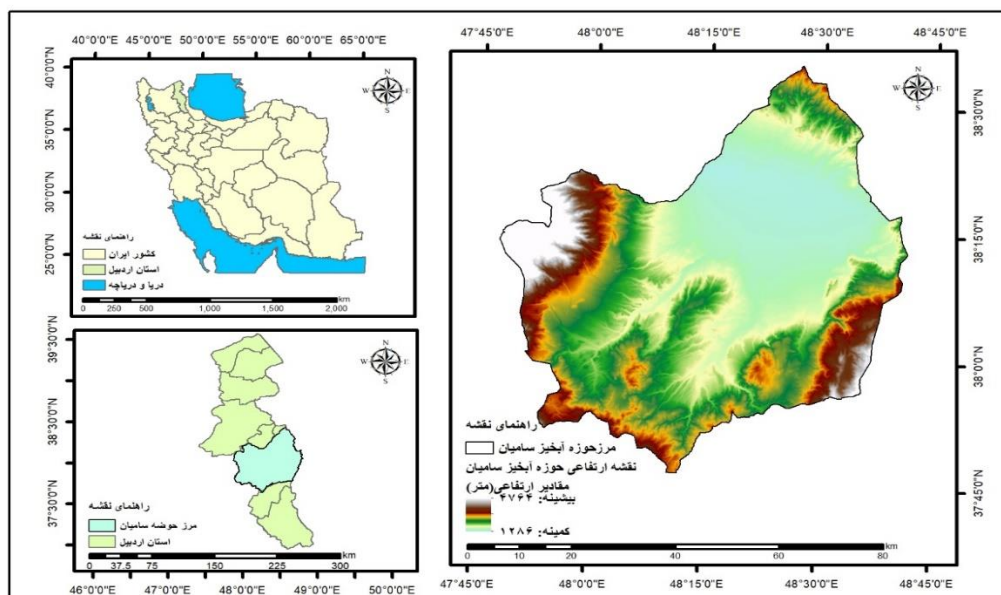 40°0'0"E 45°0'0"E 50°0'0"E 55°0'0"E 60°0'0"E 65°0'0"E
40°0'0"N
35°0'0"N
30°0'0"N
25°0'0"N
N
W E
S
راهنمای نقشه
کشور ایران
استان اردبیل
دریا و دریاچه
km
0 250 500 1,000 1,500 2,000
39°30'0"N
38°30'0"N
37°30'0"N
N
W E
S
راهنمای نقشه
مرز حوضه سامیان
استان اردبیل
km
0 37.5 75 150 225 300
46°0'0"E 47°0'0"E 48°0'0"E 49°0'0"E 50°0'0"E
47°45'0"E 48°0'0"E 48°15'0"E 48°30'0"E 48°45'0"E
N
W E
S
38°30'0"N
38°15'0"N
38°0'0"N
37°45'0"N
راهنمای نقشه
مرزحوزه آبخیز سامیان
نقشه ارتفاعی حوزه آبخیز سامیان
مقادیر ارتفاعی(متر)
بیشینه: ۴۷۶۴
کمینه: ۱۲۸۶
km
0 5 10 20 40 60 80
47°45'0"E 48°0'0"E 48°15'0"E 48°30'0"E 48°45'0"E